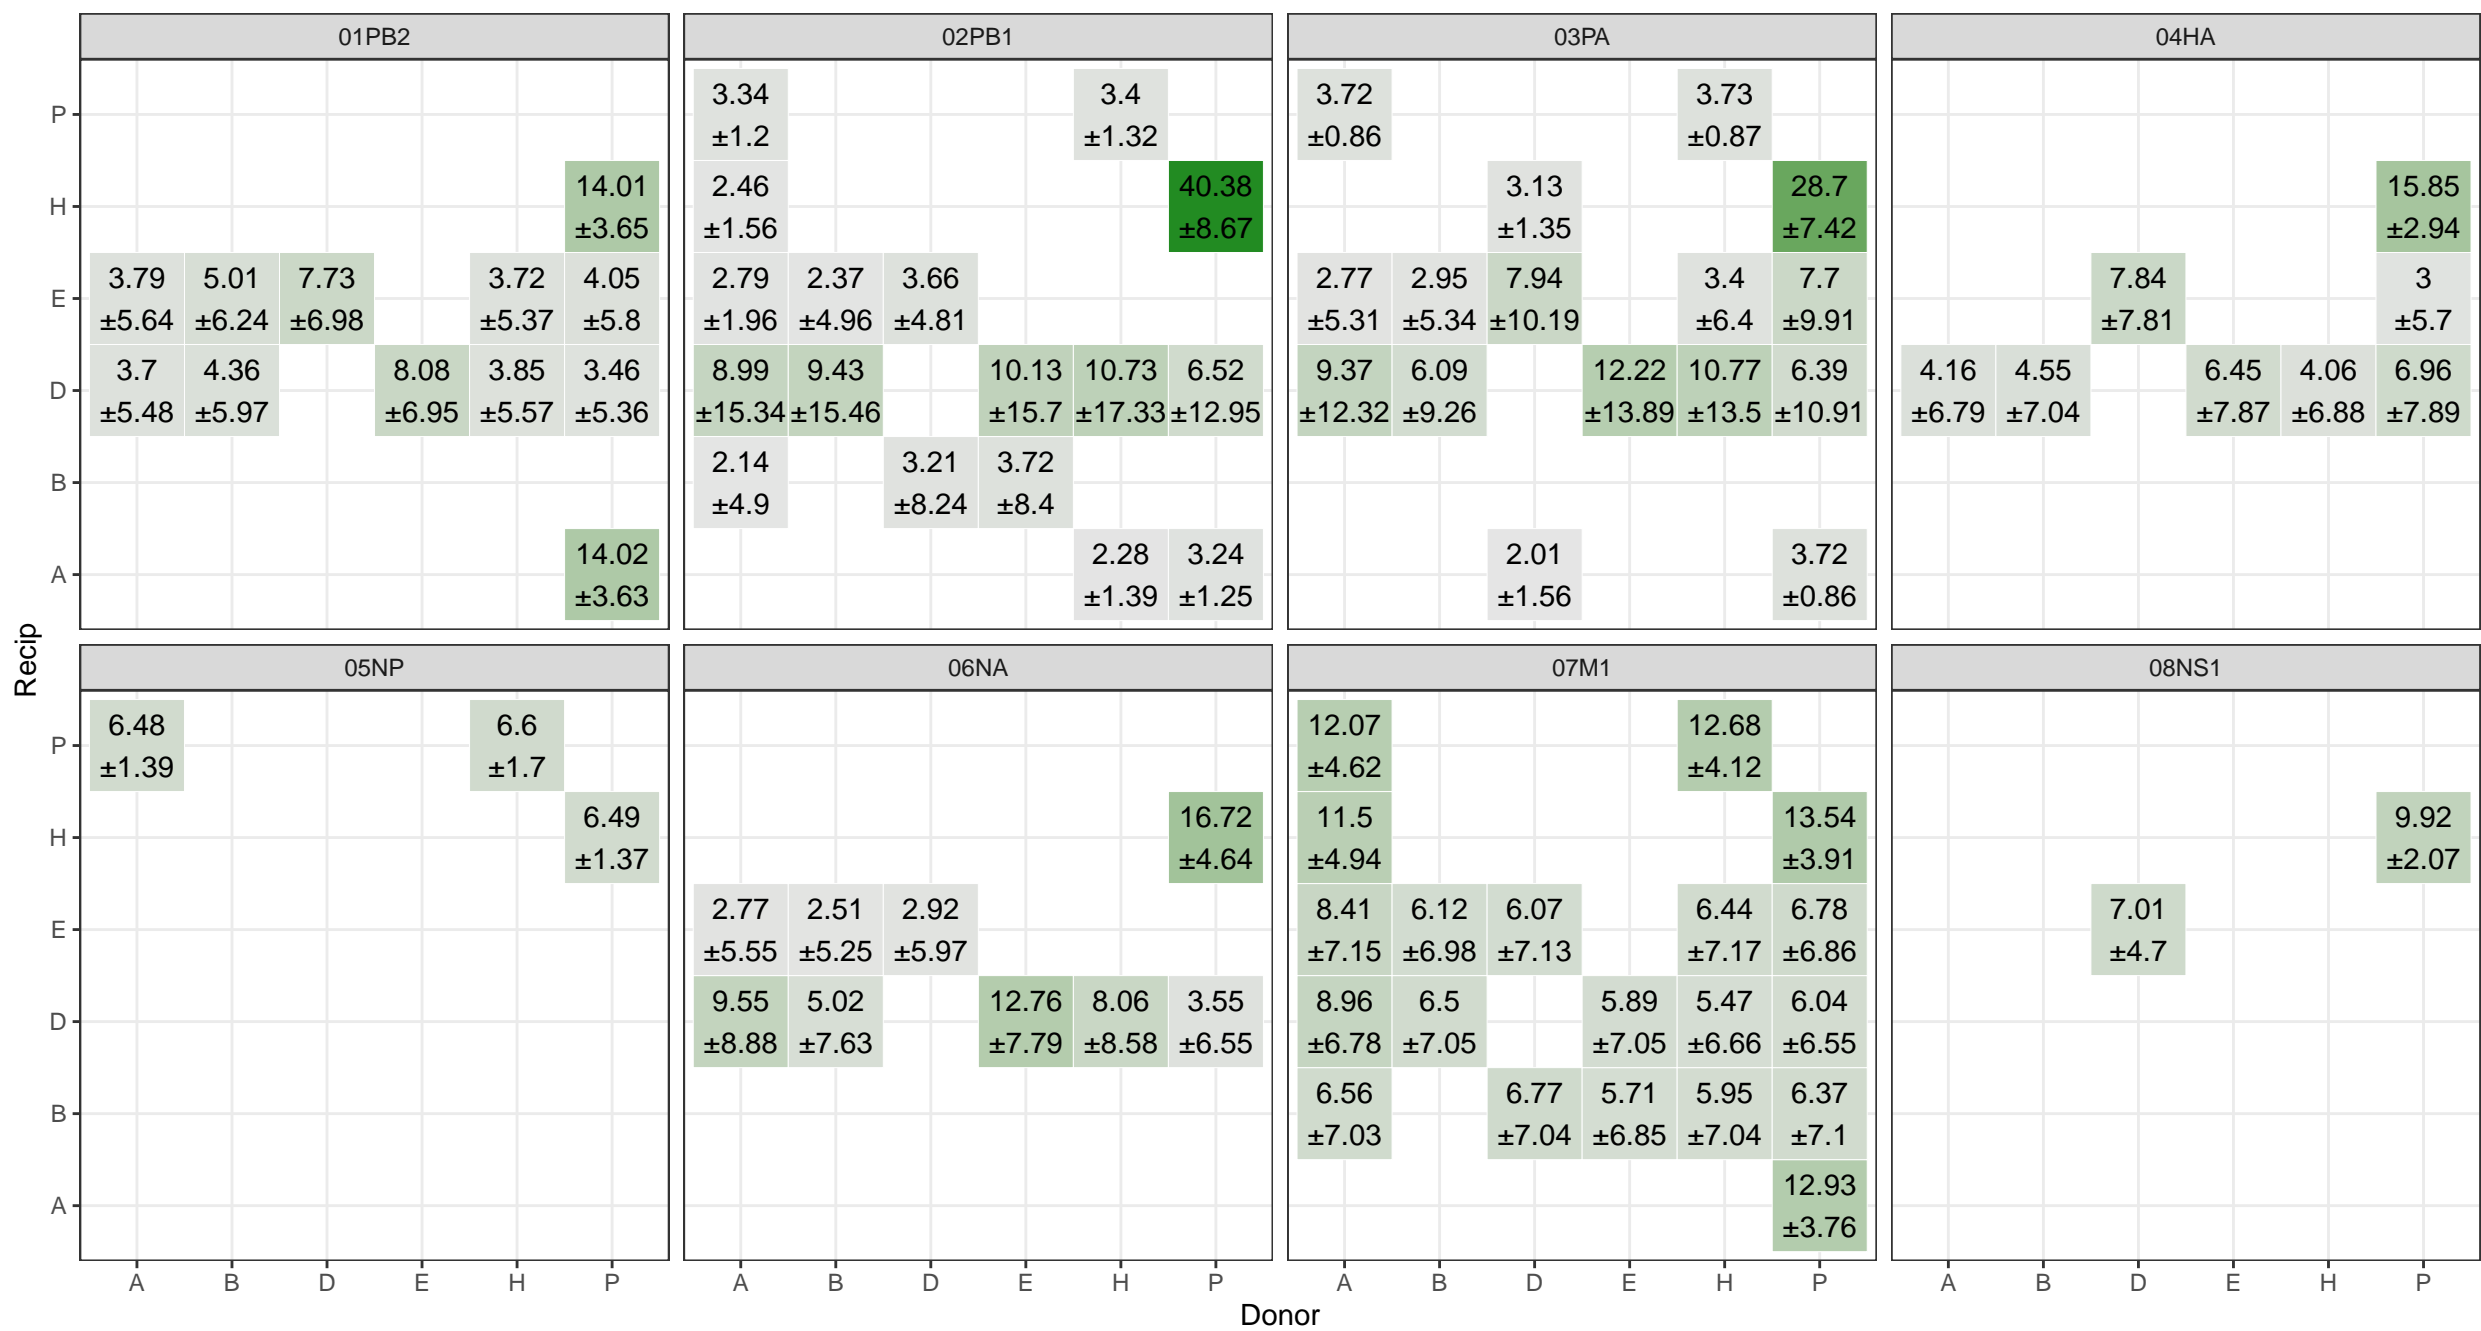 01PB2 02PB1 03PA 04HA
P 3.34 3.4 3.72 3.73
±1.2 ±1.32 ±0.86 ±0.87
H 14.01 2.46 40.38 3.13 28.7 15.85
±3.65 ±1.56 ±8.67 ±1.35 ±7.42 ±2.94
E 3.79 5.01 7.73 3.72 4.05 2.79 2.37 3.66 2.77 2.95 7.94 3.4 7.7 7.84 3
±5.64 ±6.24 ±6.98 ±5.37 ±5.8 ±1.96 ±4.96 ±4.81 ±5.31 ±5.34 ±10.19 ±6.4 ±9.91 ±7.81 ±5.7
D 3.7 4.36 8.08 3.85 3.46 8.99 9.43 10.13 10.73 6.52 9.37 6.09 12.22 10.77 6.39 4.16 4.55 6.45 4.06 6.96
±5.48 ±5.97 ±6.95 ±5.57 ±5.36 ±15.34 ±15.46 ±15.7 ±17.33 ±12.95 ±12.32 ±9.26 ±13.89 ±13.5 ±10.91 ±6.79 ±7.04 ±7.87 ±6.88 ±7.89
B 2.14 3.21 3.72
±4.9 ±8.24 ±8.4
A 14.02 2.28 3.24 2.01 3.72
±3.63 ±1.39 ±1.25 ±1.56 ±0.86
Recip
05NP 06NA 07M1 08NS1
P 6.48 6.6 12.07 12.68
±1.39 ±1.7 ±4.62 ±4.12
H 6.49 16.72 11.5 13.54 9.92
±1.37 ±4.64 ±4.94 ±3.91 ±2.07
E 2.77 2.51 2.92 8.41 6.12 6.07 6.44 6.78 7.01
±5.55 ±5.25 ±5.97 ±7.15 ±6.98 ±7.13 ±7.17 ±6.86 ±4.7
D 9.55 5.02 12.76 8.06 3.55 8.96 6.5 5.89 5.47 6.04
±8.88 ±7.63 ±7.79 ±8.58 ±6.55 ±6.78 ±7.05 ±7.05 ±6.66 ±6.55
B 6.56 6.77 5.71 5.95 6.37
±7.03 ±7.04 ±6.85 ±7.04 ±7.1
A 12.93
±3.76
A B D E H P A B D E H P A B D E H P A B D E H P
Donor